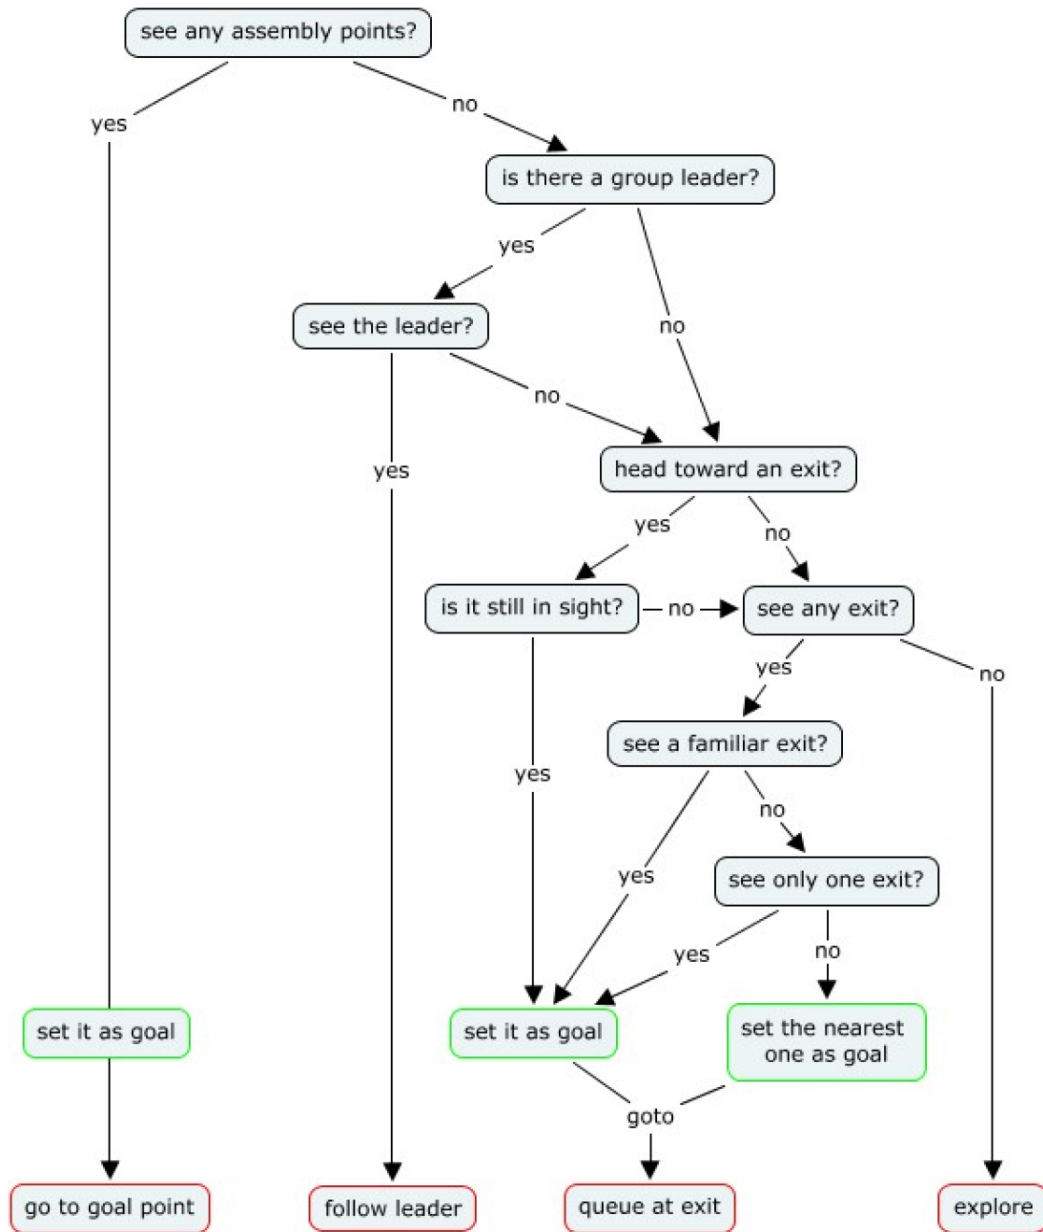 see any assembly points?
yes
no
is there a group leader?
yes
no
see the leader?
yes
no
head toward an exit?
yes
no
is it still in sight?
no
see any exit?
yes
yes
no
see a familiar exit?
yes
no
see only one exit?
yes
no
set it as goal
set it as goal
set the nearest
one as goal
goto
go to goal point
follow leader
queue at exit
explore